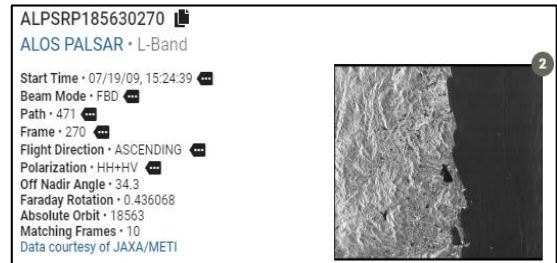 ALPSRP185630270
ALOS PALSAR • L-Band
2
Start Time • 07/19/09, 15:24:39
Beam Mode • FBD
Path • 471
Frame • 270
Flight Direction • ASCENDING
Polarization • HH+HV
Off Nadir Angle • 34.3
Faraday Rotation • 0.436068
Absolute Orbit • 18563
Matching Frames • 10
Data courtesy of JAXA/METI